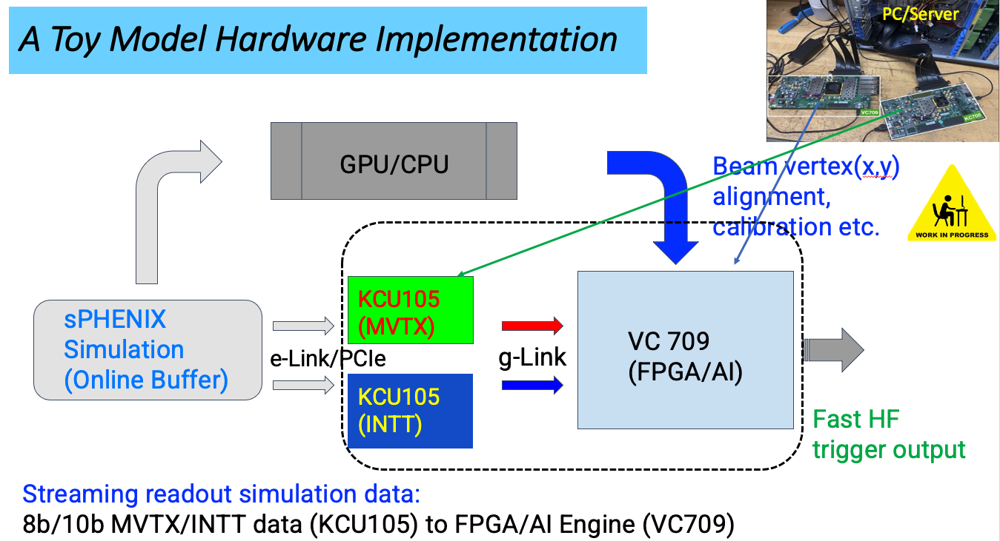 A Toy Model Hardware Implementation
PC/Server
VC709
KC705
GPU/CPU
Beam vertex(x,y)
alignment,
calibration etc.
WORK IN PROGRESS
sPHENIX
Simulation
(Online Buffer)
e-Link/PCIe
KCU105
(MVTX)
KCU105
(INTT)
g-Link
VC 709
(FPGA/AI)
Fast HF
trigger output
Streaming readout simulation data:
8b/10b MVTX/INTT data (KCU105) to FPGA/AI Engine (VC709)